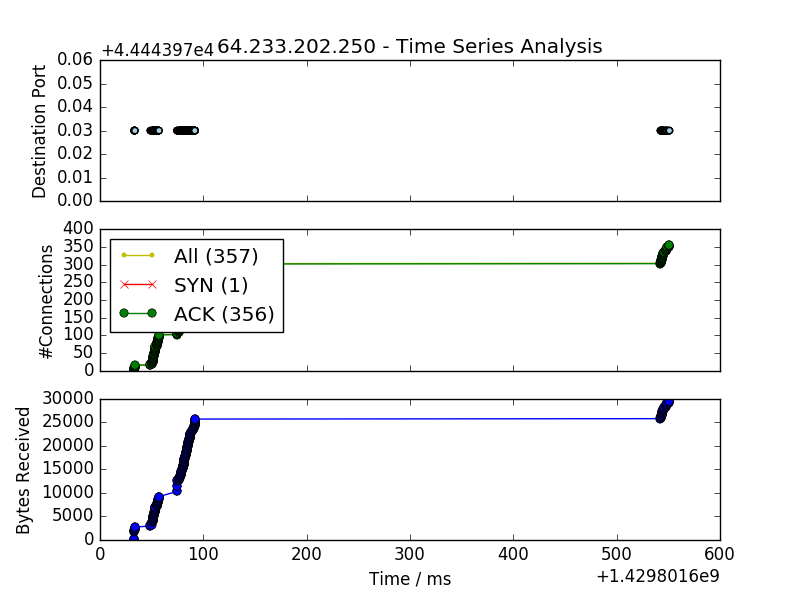 +4.444397e4 64.233.202.250 - Time Series Analysis
0.06
0.05
0.04
0.03
0.02
0.01
0.00
Destination Port
400
350
300
250
200
150
100
50
0
#Connections
All (357)
SYN (1)
ACK (356)
30000
25000
20000
15000
10000
5000
0
Bytes Received
0 100 200 300 400 500 600
Time / ms
+1.4298016e9